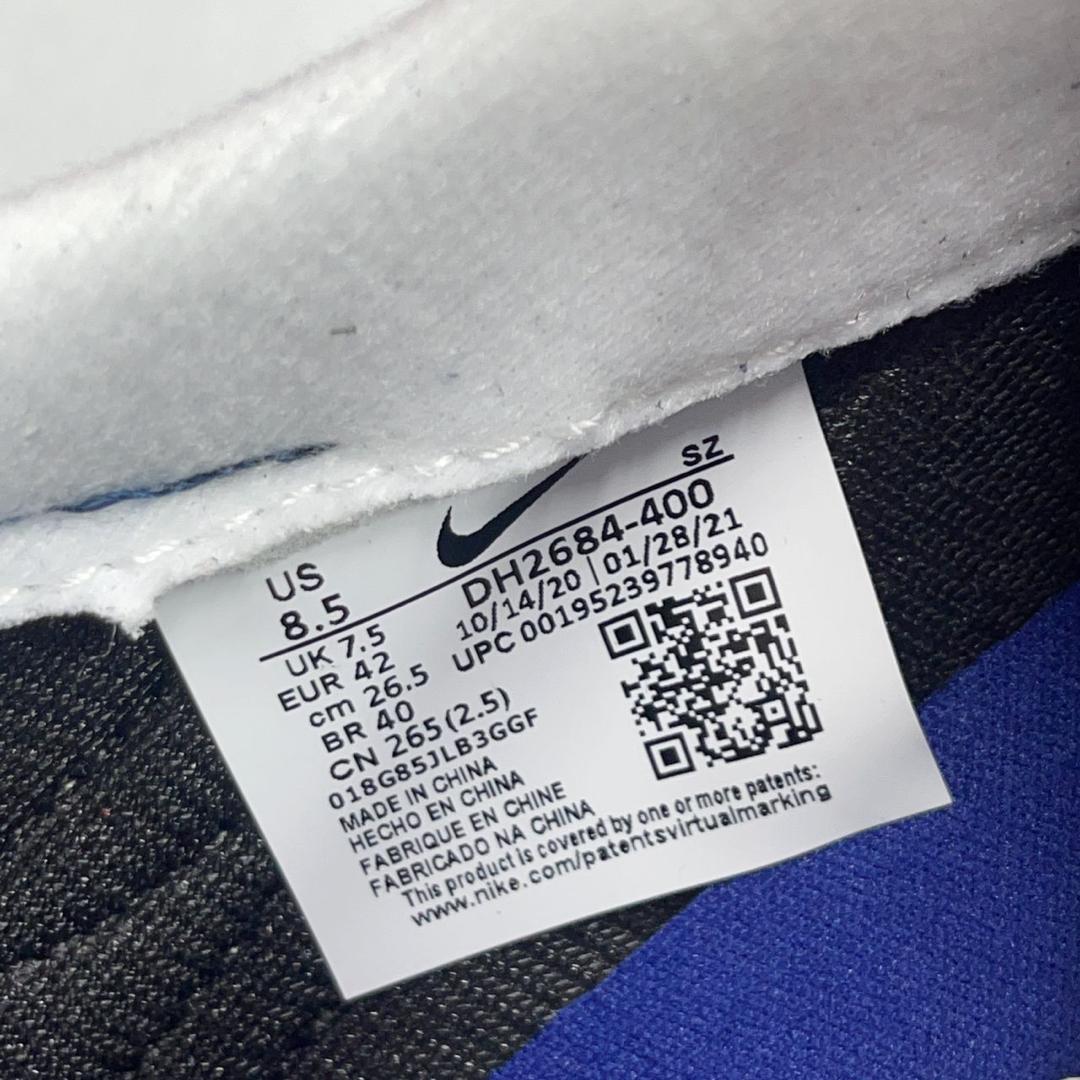 US
8.5
SZ
DH2684-400
10/14/20 | 01/28/21
UPC 00195239778940
UK 7.5
EUR 42
cm 26.5
BR 40
CN 265 (2.5)
018G85JLB3GGF
MADE IN CHINA
HECHO EN CHINA
FABRIQUE EN CHINE
FABRICADO NA CHINA
This product is covered by one or more patents:
www.nike.com/patentsvirtualmarking